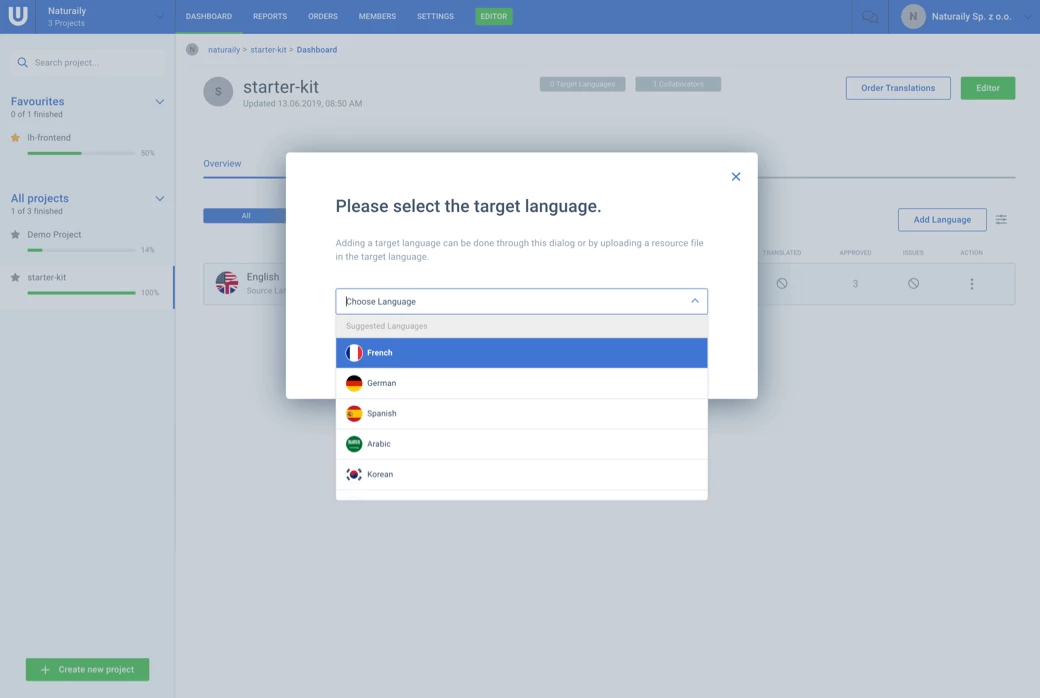 Naturaily
3 Projects
DASHBOARD REPORTS ORDERS MEMBERS SETTINGS EDITOR
N Naturaily Sp. z o.o.
Search project...
N naturaily > starter-kit > Dashboard
S starter-kit
Updated 13.06.2019, 08:50 AM
0 Target Languages 1 Collaborators
Order Translations Editor
Favourites
0 of 1 finished
lh-frontend
50%
All projects
1 of 3 finished
Demo Project
14%
starter-kit
100%
Create new project
Overview
All
Add Language
TRANSLATED APPROVED ISSUES ACTION
English
Source La
3
Please select the target language.
Adding a target language can be done through this dialog or by uploading a resource file
in the target language.
Choose Language
Suggested Languages
French
German
Spanish
Arabic
Korean